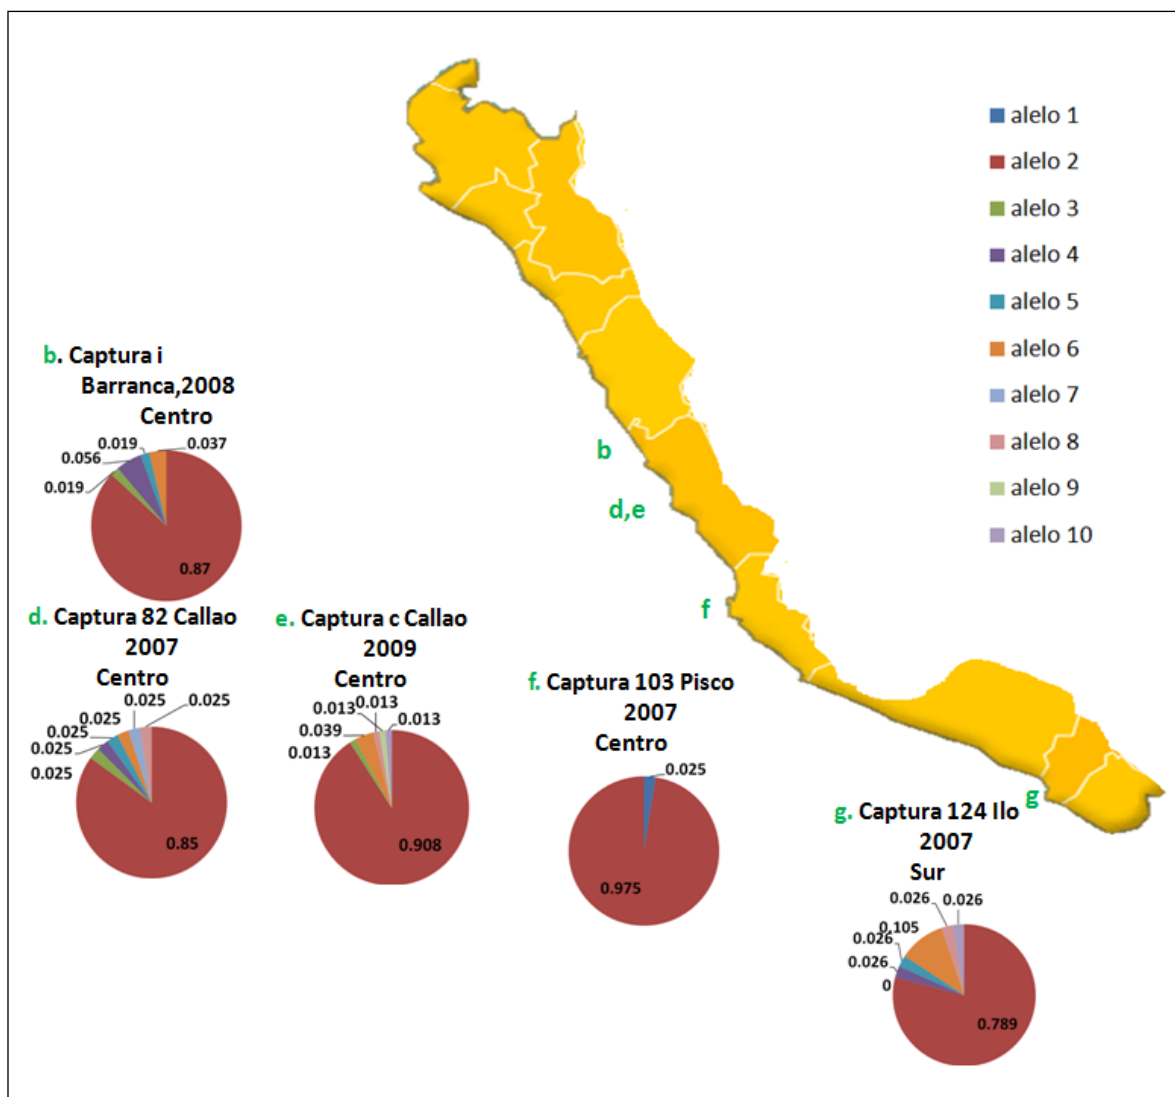 alelo 1
alelo 2
alelo 3
alelo 4
alelo 5
alelo 6
alelo 7
alelo 8
alelo 9
alelo 10
b
d,e
f
g
b. Captura i
Barranca,2008
Centro
0.019
0.037
0.056
0.019
0.87
d. Captura 82 Callao
2007
Centro
0.025
0.025
0.025
0.025
0.025
0.025
0.85
e. Captura c Callao
2009
Centro
0.013
0.013
0.013
0.039
0.013
0.908
f. Captura 103 Pisco
2007
Centro
0.025
0.975
g. Captura 124 Ilo
2007
Sur
0.026
0.026
0,105
0.026
0.026
0
0.789